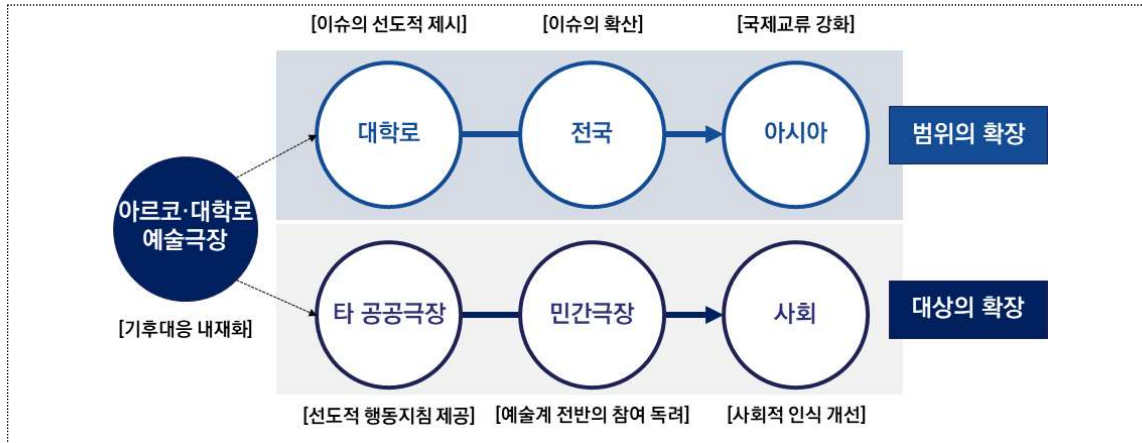 [이슈의 선도적 제시] [이슈의 확산] [국제교류 강화]
대학로 전국 아시아 범위의 확장
아르코·대학로
예술극장
[기후대응 내재화]
타 공공극장 민간극장 사회 대상의 확장
[선도적 행동지침 제공] [예술계 전반의 참여 독려] [사회적 인식 개선]